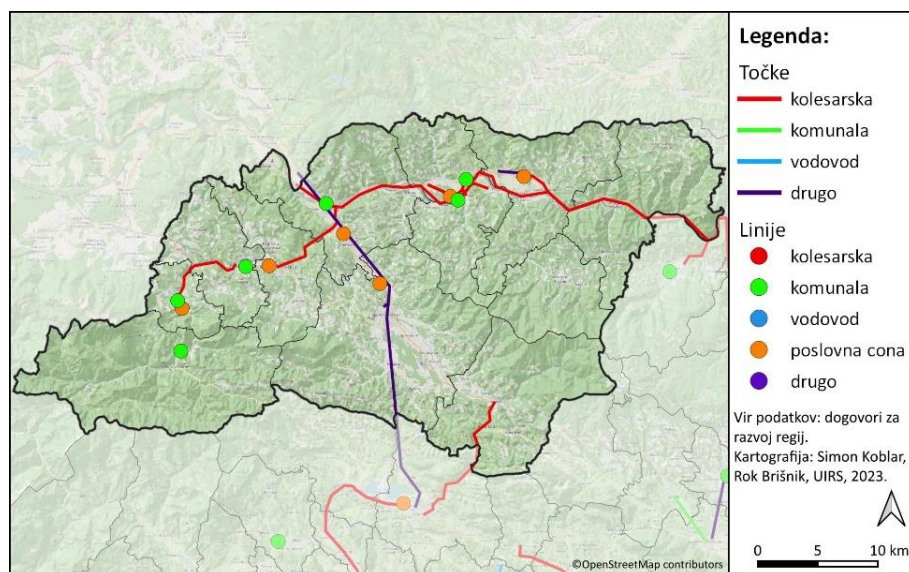 Legenda:
Točke
kolesarska
komunala
vodovod
drugo
Linije
kolesarska
komunala
vodovod
poslovna cona
drugo
Vir podatkov: dogovori za
razvoj regij.
Kartografija: Simon Koblar,
Rok Brišnik, UIRS, 2023.
0 5 10 km
©OpenStreetMap contributors